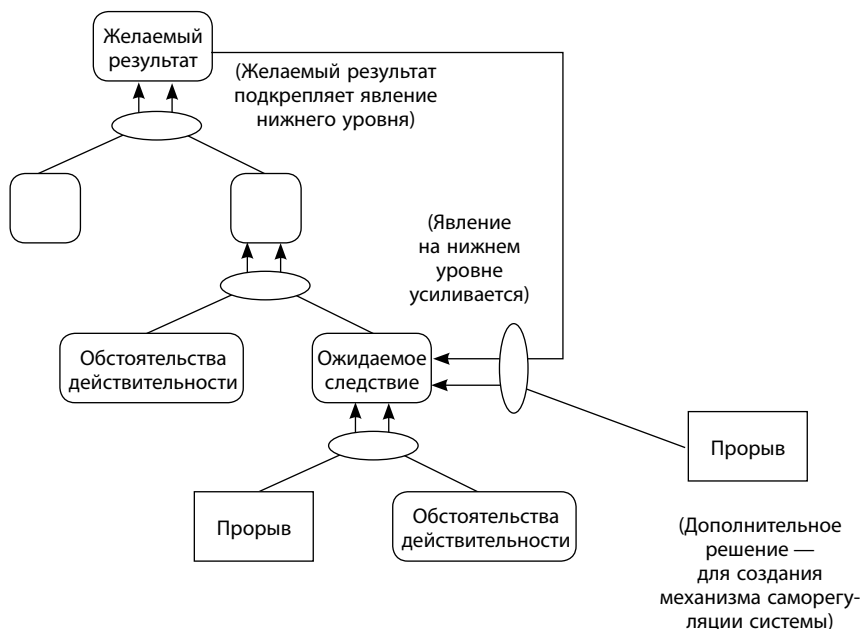 Желаемый
результат
(Желаемый результат
подкрепляет явление
нижнего уровня)
(Явление
на нижнем
уровне
усиливается)
Обстоятельства
действительности
Ожидаемое
следствие
Прорыв
Прорыв
Обстоятельства
действительности
(Дополнительное
решение —
для создания
механизма саморегу-
ляции системы)